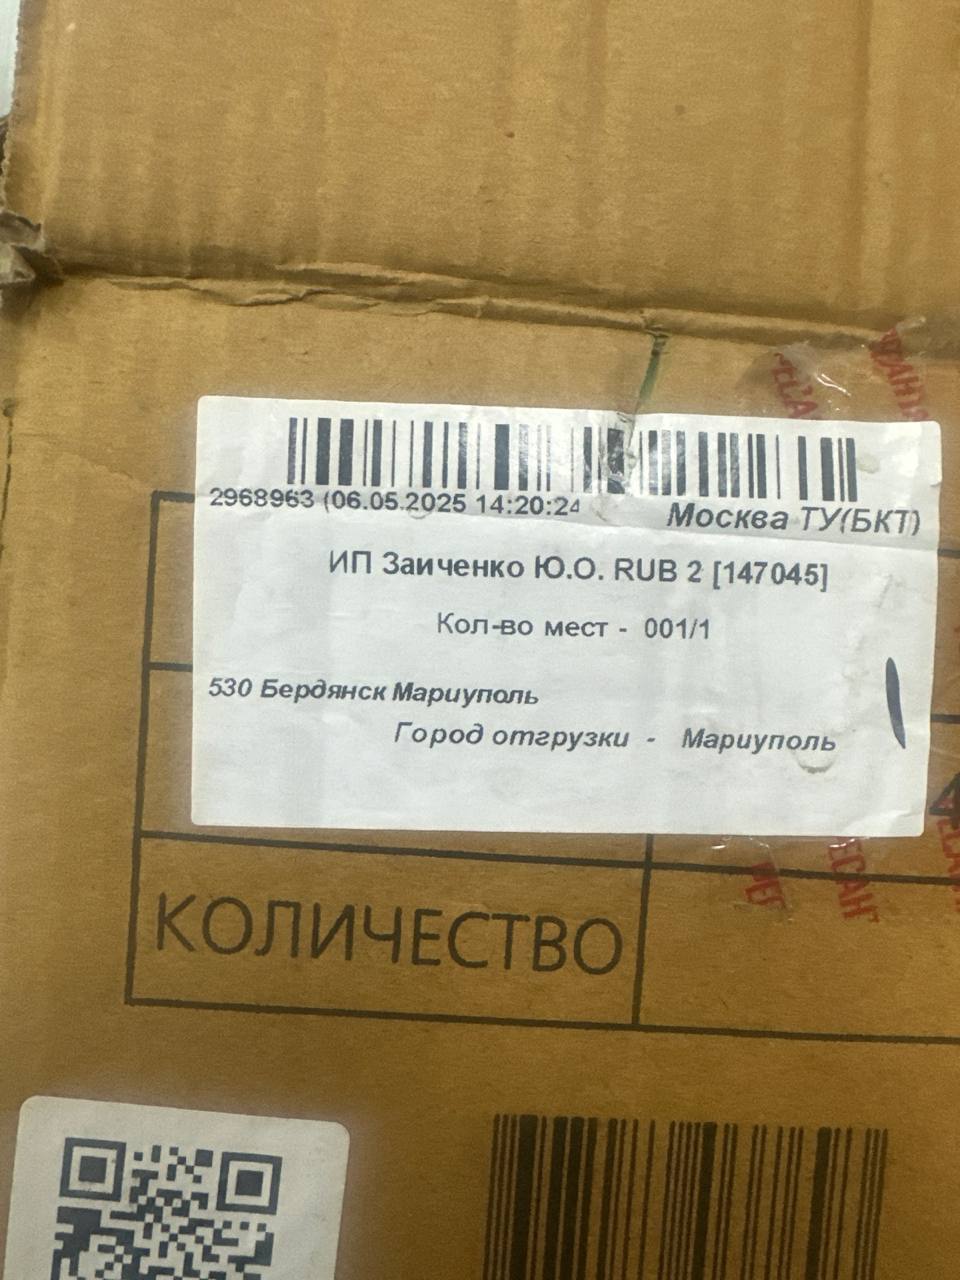 2968963 (06.05.2025 14:20:24
Москва ТУ(БКТ)
ИП Заиченко Ю.О. RUB 2 [147045]
Кол-во мест - 001/1
530 Бердянск Мариуполь
Город отгрузки - Мариуполь
КОЛИЧЕСТВО